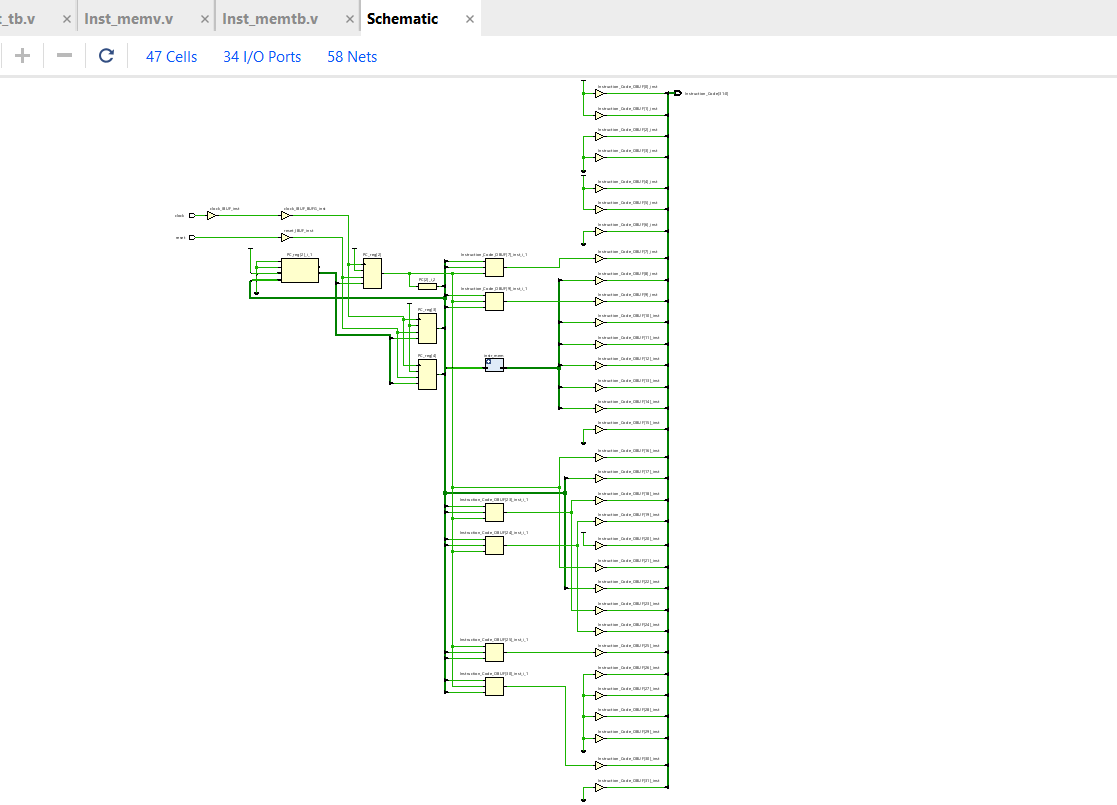 t_tb.v × Inst_memv.v × Inst_memtb.v × Schematic ×
47 Cells 34 I/O Ports 58 Nets
Instruction_Code_OBUF[0]_inst
Instruction_Code[31:0]
Instruction_Code_OBUF[1]_inst
Instruction_Code_OBUF[2]_inst
Instruction_Code_OBUF[3]_inst
Instruction_Code_OBUF[4]_inst
Instruction_Code_OBUF[5]_inst
clock_IBUF_inst
clock_IBUF_BUFG_inst
clock
Instruction_Code_OBUF[6]_inst
reset_IBUF_inst
reset
PC_reg[2]_i_1
PC_reg[2]
Instruction_Code_OBUF[7]_inst_i_1
Instruction_Code_OBUF[7]_inst
Instruction_Code_OBUF[8]_inst
PC[2]_i_2
Instruction_Code_OBUF[9]_inst_i_1
Instruction_Code_OBUF[9]_inst
PC_reg[3]
Instruction_Code_OBUF[10]_inst
Instruction_Code_OBUF[11]_inst
PC_reg[4]
instr_mem
Instruction_Code_OBUF[12]_inst
Instruction_Code_OBUF[13]_inst
Instruction_Code_OBUF[14]_inst
Instruction_Code_OBUF[15]_inst
Instruction_Code_OBUF[16]_inst
Instruction_Code_OBUF[17]_inst
Instruction_Code_OBUF[23]_inst_i_1
Instruction_Code_OBUF[18]_inst
Instruction_Code_OBUF[19]_inst
Instruction_Code_OBUF[24]_inst_i_1
Instruction_Code_OBUF[20]_inst
Instruction_Code_OBUF[21]_inst
Instruction_Code_OBUF[22]_inst
Instruction_Code_OBUF[23]_inst
Instruction_Code_OBUF[24]_inst
Instruction_Code_OBUF[25]_inst_i_1
Instruction_Code_OBUF[25]_inst
Instruction_Code_OBUF[26]_inst
Instruction_Code_OBUF[30]_inst_i_1
Instruction_Code_OBUF[27]_inst
Instruction_Code_OBUF[28]_inst
Instruction_Code_OBUF[29]_inst
Instruction_Code_OBUF[30]_inst
Instruction_Code_OBUF[31]_inst